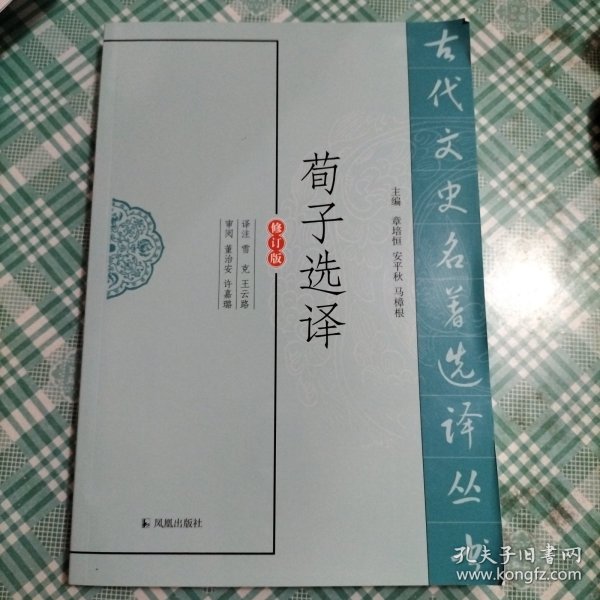 古代文史名著选译丛书
主编 章培恒 安平秋 马樟根
荀子选译
修订版
译注 雪克 王云路
审阅 董治安 许嘉璐
凤凰出版社
孔夫子旧书网
www.kongfz.com